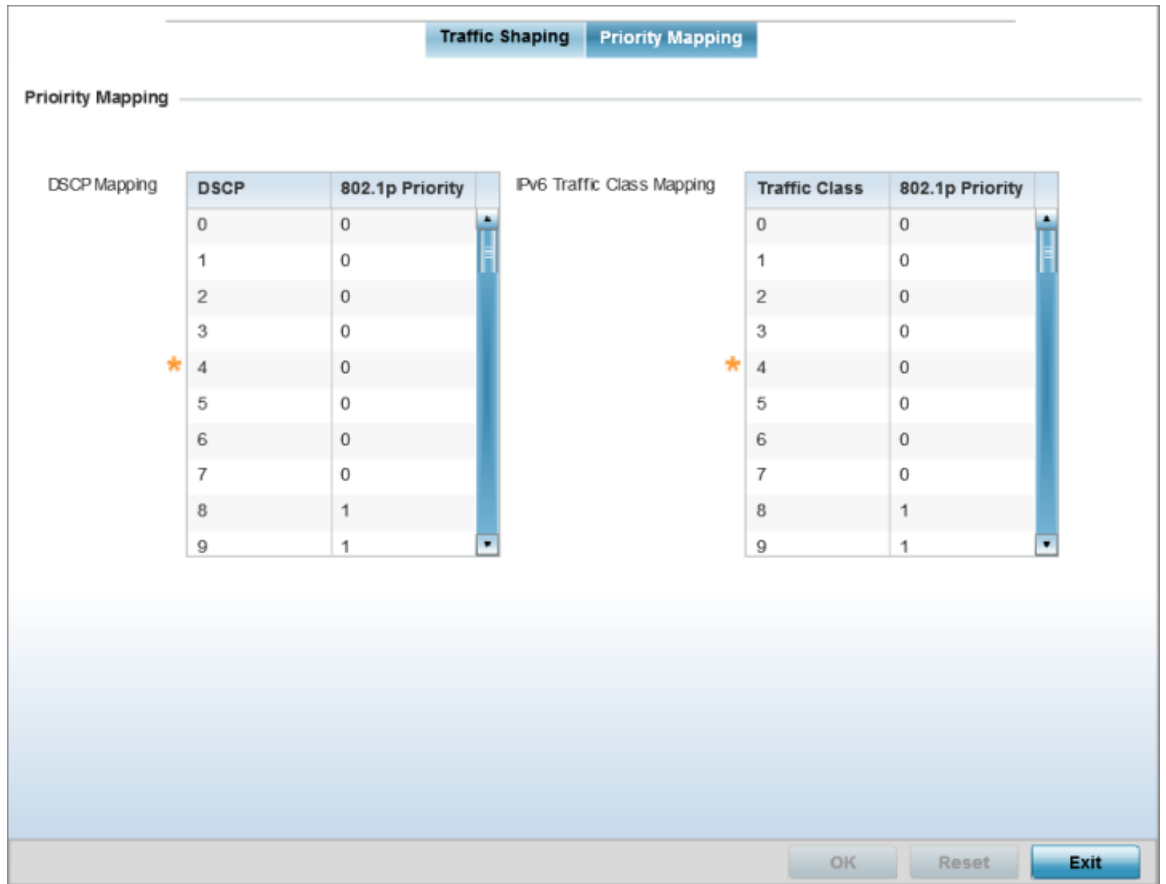 Traffic Shaping Priority Mapping
Prioirity Mapping
DSCP Mapping
DSCP 802.1p Priority
0 0
1 0
2 0
3 0
* 4 0
5 0
6 0
7 0
8 1
9 1
IPv6 Traffic Class Mapping
Traffic Class 802.1p Priority
0 0
1 0
2 0
3 0
* 4 0
5 0
6 0
7 0
8 1
9 1
OK Reset Exit